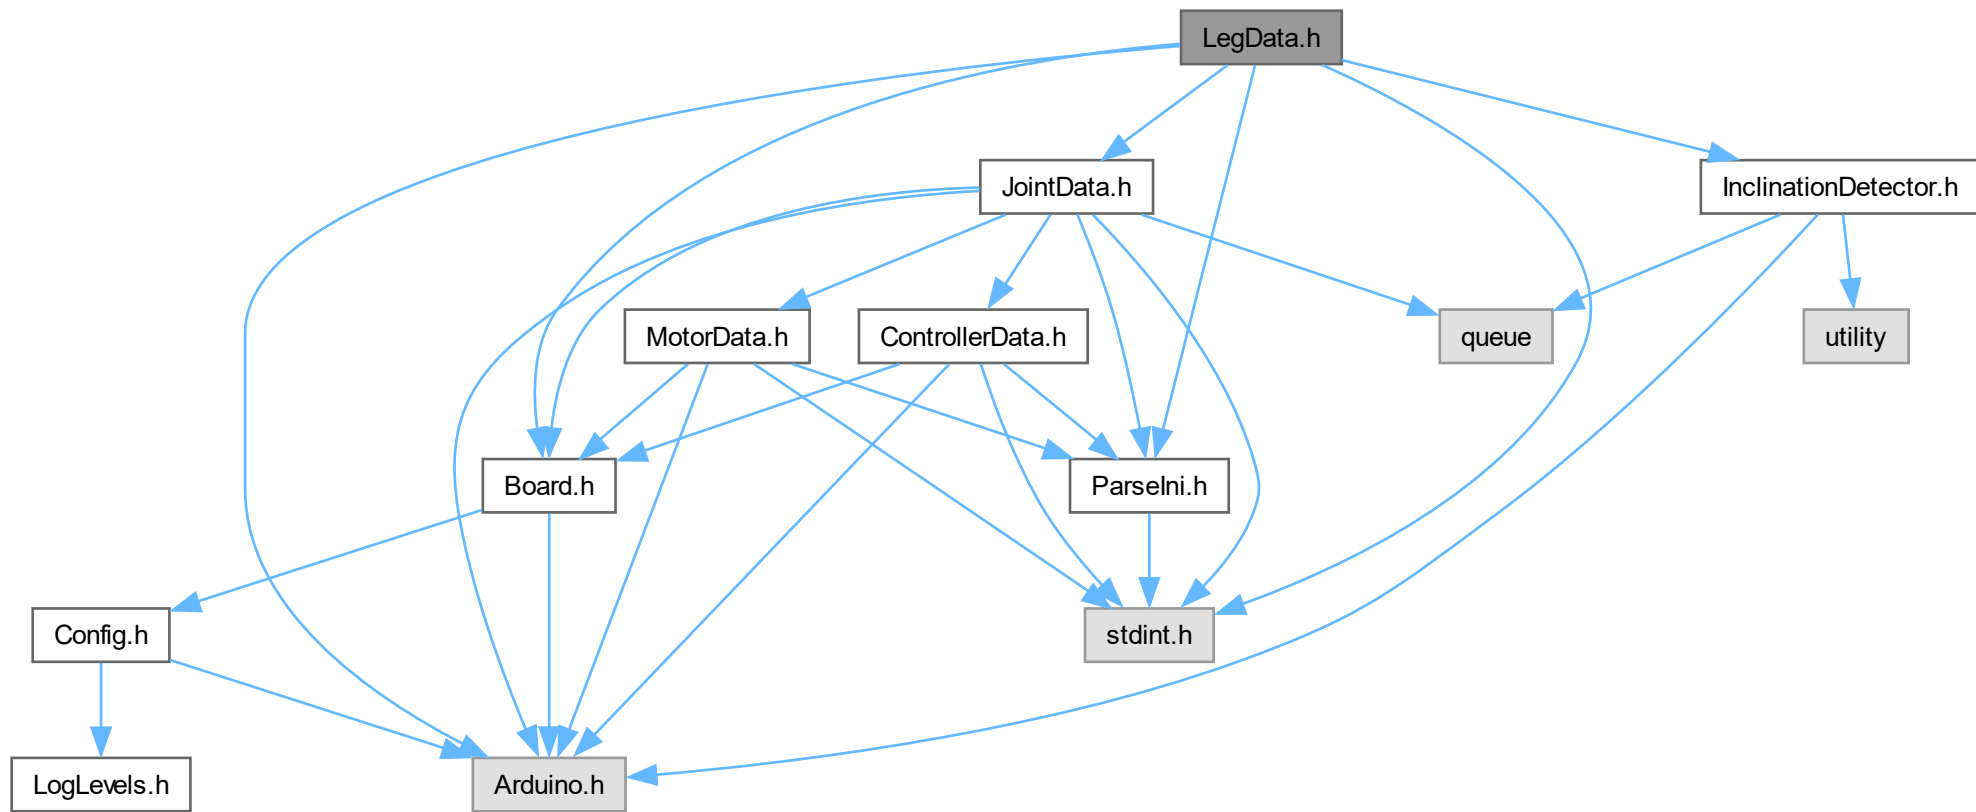 LegData.h
JointData.h
InclinationDetector.h
MotorData.h
ControllerData.h
queue
utility
Board.h
ParseIni.h
Config.h
stdint.h
LogLevels.h
Arduino.h